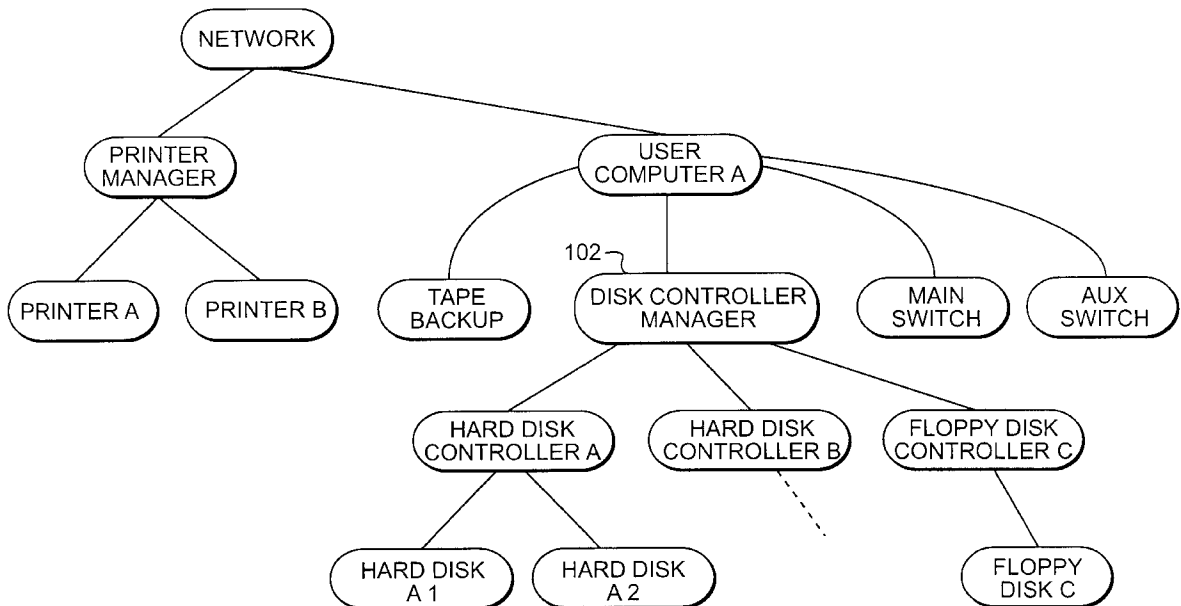 NETWORK
PRINTER
MANAGER
USER
COMPUTER A
102
PRINTER A
PRINTER B
TAPE
BACKUP
DISK CONTROLLER
MANAGER
MAIN
SWITCH
AUX
SWITCH
HARD DISK
CONTROLLER A
HARD DISK
CONTROLLER B
FLOPPY DISK
CONTROLLER C
HARD DISK
A 1
HARD DISK
A 2
FLOPPY
DISK C